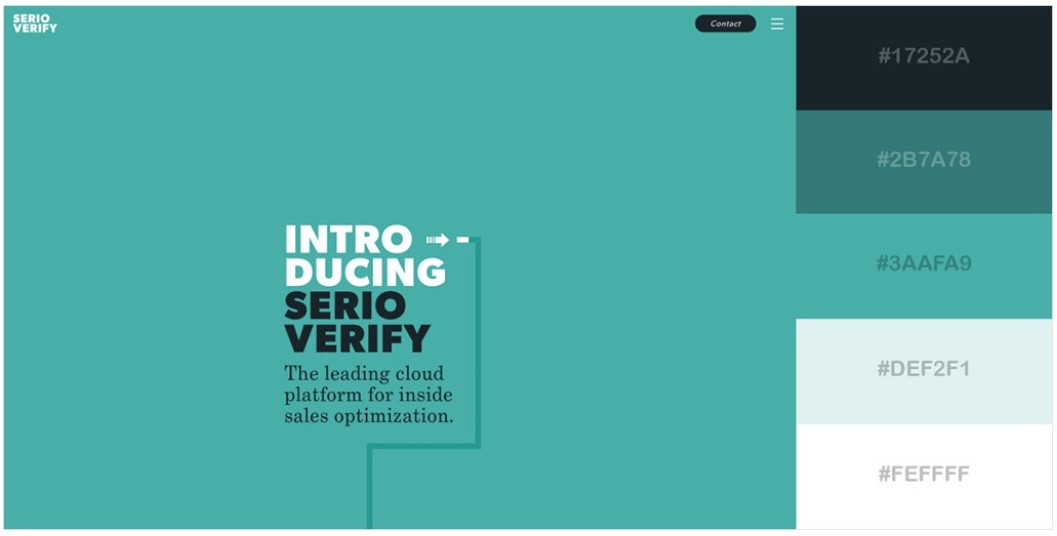 SERIO
VERIFY
Contact
INTRO
DUCING
SERIO
VERIFY
The leading cloud
platform for inside
sales optimization.
#17252A
#2B7A78
#3AAFA9
#DEF2F1
#FEFFFF